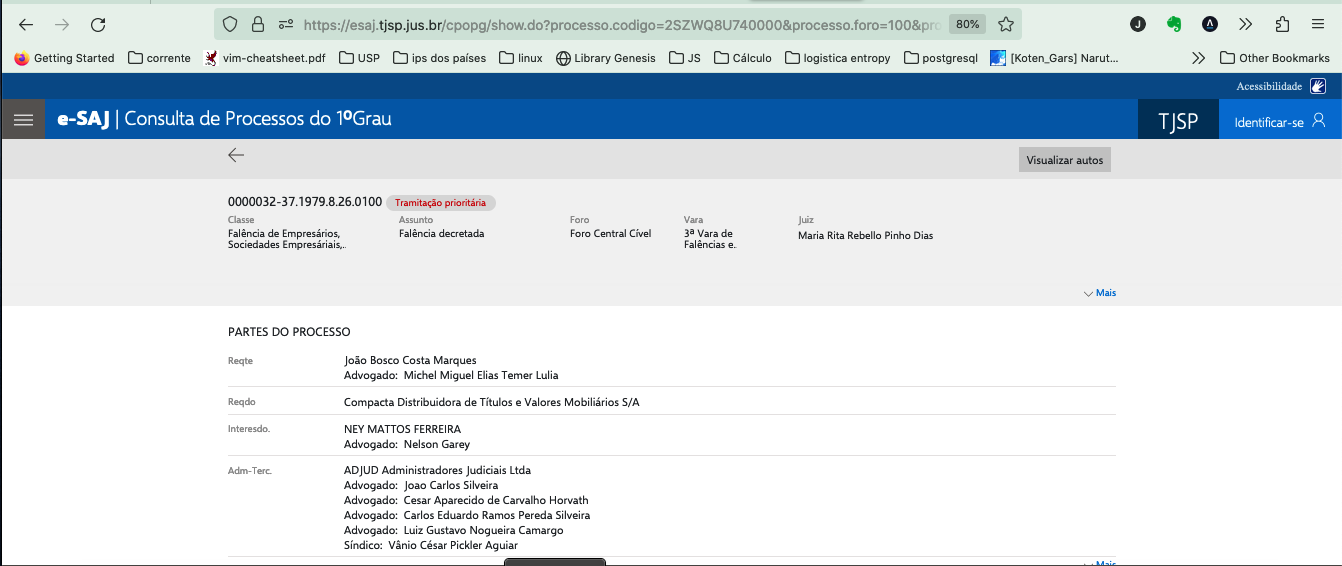 https://esaj.tjsp.jus.br/cpopg/show.do?processo.codigo=2SZWQ8U740000&processo.foro=100&pro 80% J
Getting Started corrente vim-cheatsheet.pdf USP ips dos países linux Library Genesis JS Cálculo logistica entropy postgresql [Koten_Gars] Narut... Other Bookmarks
Acessibilidade
e-SAJ | Consulta de Processos do 1ºGrau TJSP Identificar-se
Visualizar autos
0000032-37.1979.8.26.0100 Tramitação prioritária
Classe Assunto Foro Vara Juiz
Falência de Empresários, Falência decretada Foro Central Cível 3ª Vara de Maria Rita Rebello Pinho Dias
Sociedades Empresáriais,.. Falências e..
Mais
PARTES DO PROCESSO
Reqte João Bosco Costa Marques
Advogado: Michel Miguel Elias Temer Lulia
Reqdo Compacta Distribuidora de Títulos e Valores Mobiliários S/A
Interesdo. NEY MATTOS FERREIRA
Advogado: Nelson Garey
Adm-Terc. ADJUD Administradores Judiciais Ltda
Advogado: Joao Carlos Silveira
Advogado: Cesar Aparecido de Carvalho Horvath
Advogado: Carlos Eduardo Ramos Pereda Silveira
Advogado: Luiz Gustavo Nogueira Camargo
Síndico: Vânio César Pickler Aguiar
Mais